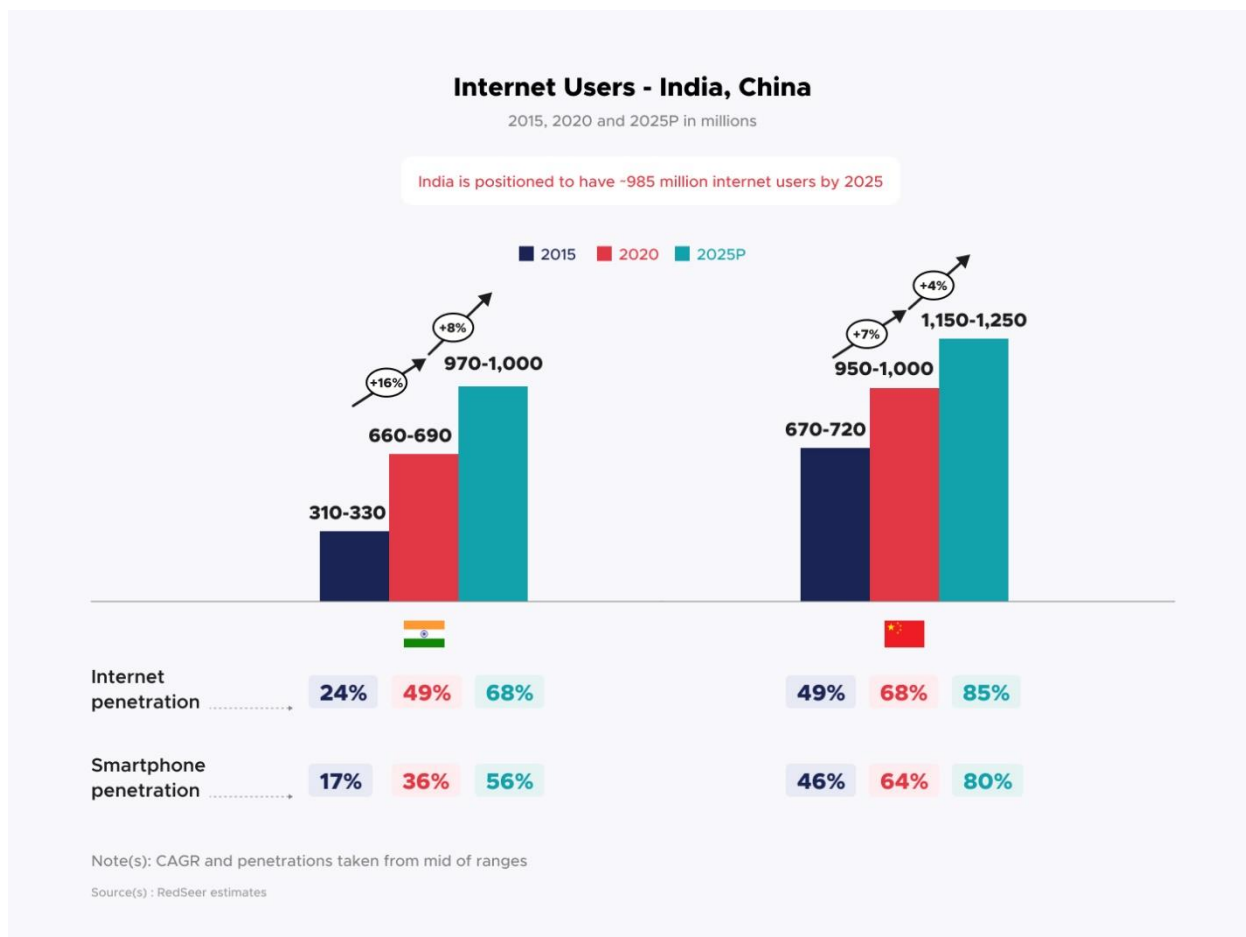 Internet Users - India, China
2015, 2020 and 2025P in millions
India is positioned to have ~985 million internet users by 2025
2015 2020 2025P
+16%
+8%
310-330
660-690
970-1,000
+7%
+4%
670-720
950-1,000
1,150-1,250
Internet
penetration
24% 49% 68% 49% 68% 85%
Smartphone
penetration
17% 36% 56% 46% 64% 80%
Note(s): CAGR and penetrations taken from mid of ranges
Source(s) : RedSeer estimates